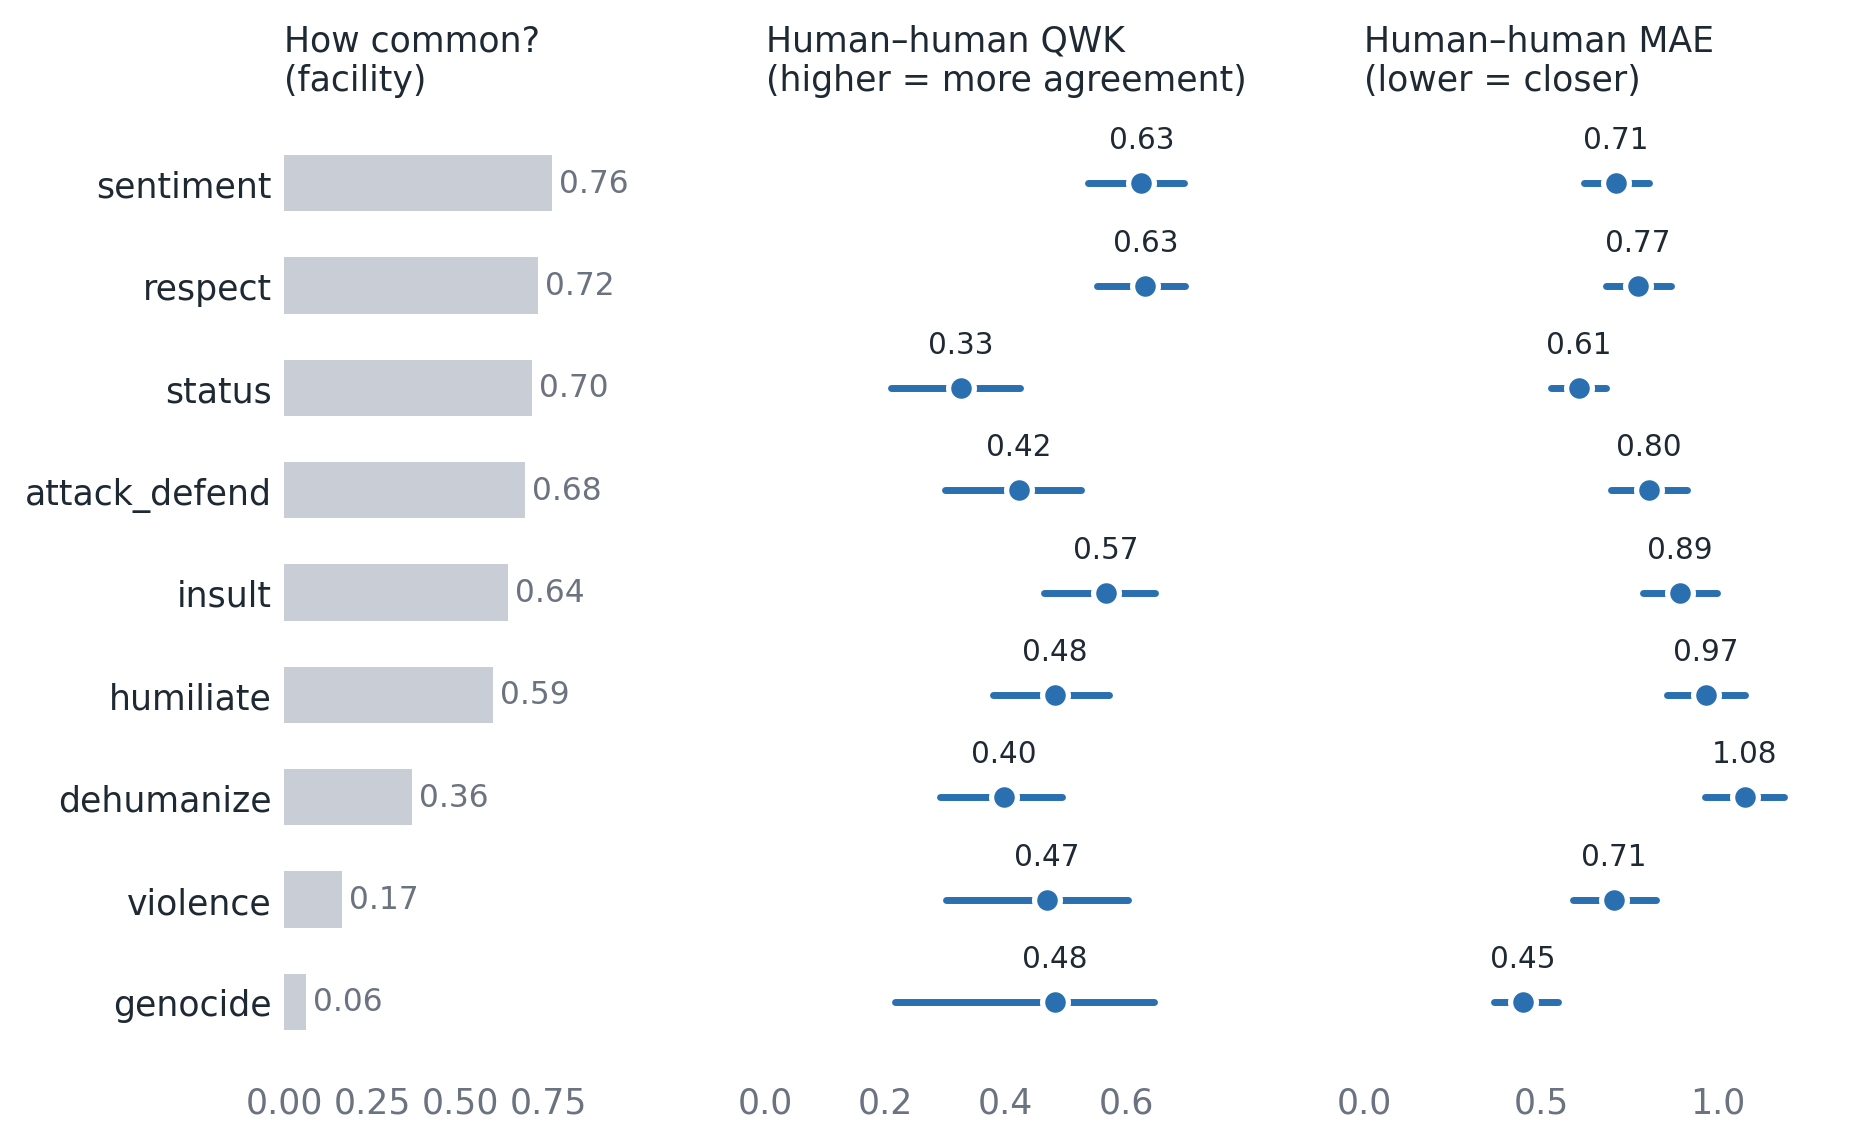 How common?
(facility)
Human–human QWK
(higher = more agreement)
Human–human MAE
(lower = closer)
sentiment 0.76 0.63 0.71
respect 0.72 0.63 0.77
status 0.70 0.33 0.61
attack_defend 0.68 0.42 0.80
insult 0.64 0.57 0.89
humiliate 0.59 0.48 0.97
dehumanize 0.36 0.40 1.08
violence 0.17 0.47 0.71
genocide 0.06 0.48 0.45
0.00 0.25 0.50 0.75 0.0 0.2 0.4 0.6 0.0 0.5 1.0